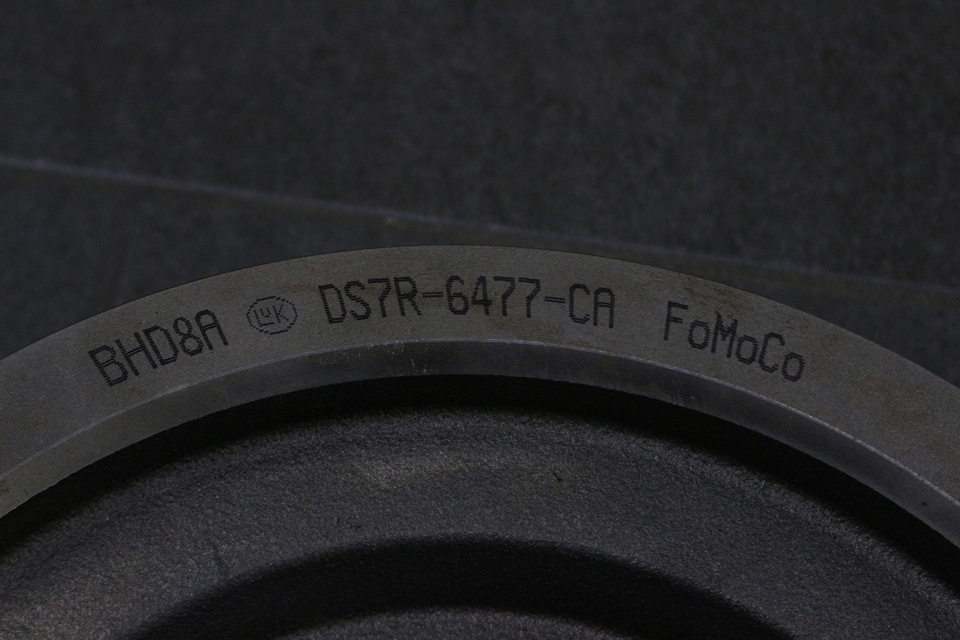 BHD8A LuK DS7R-6477-CA FoMoCo